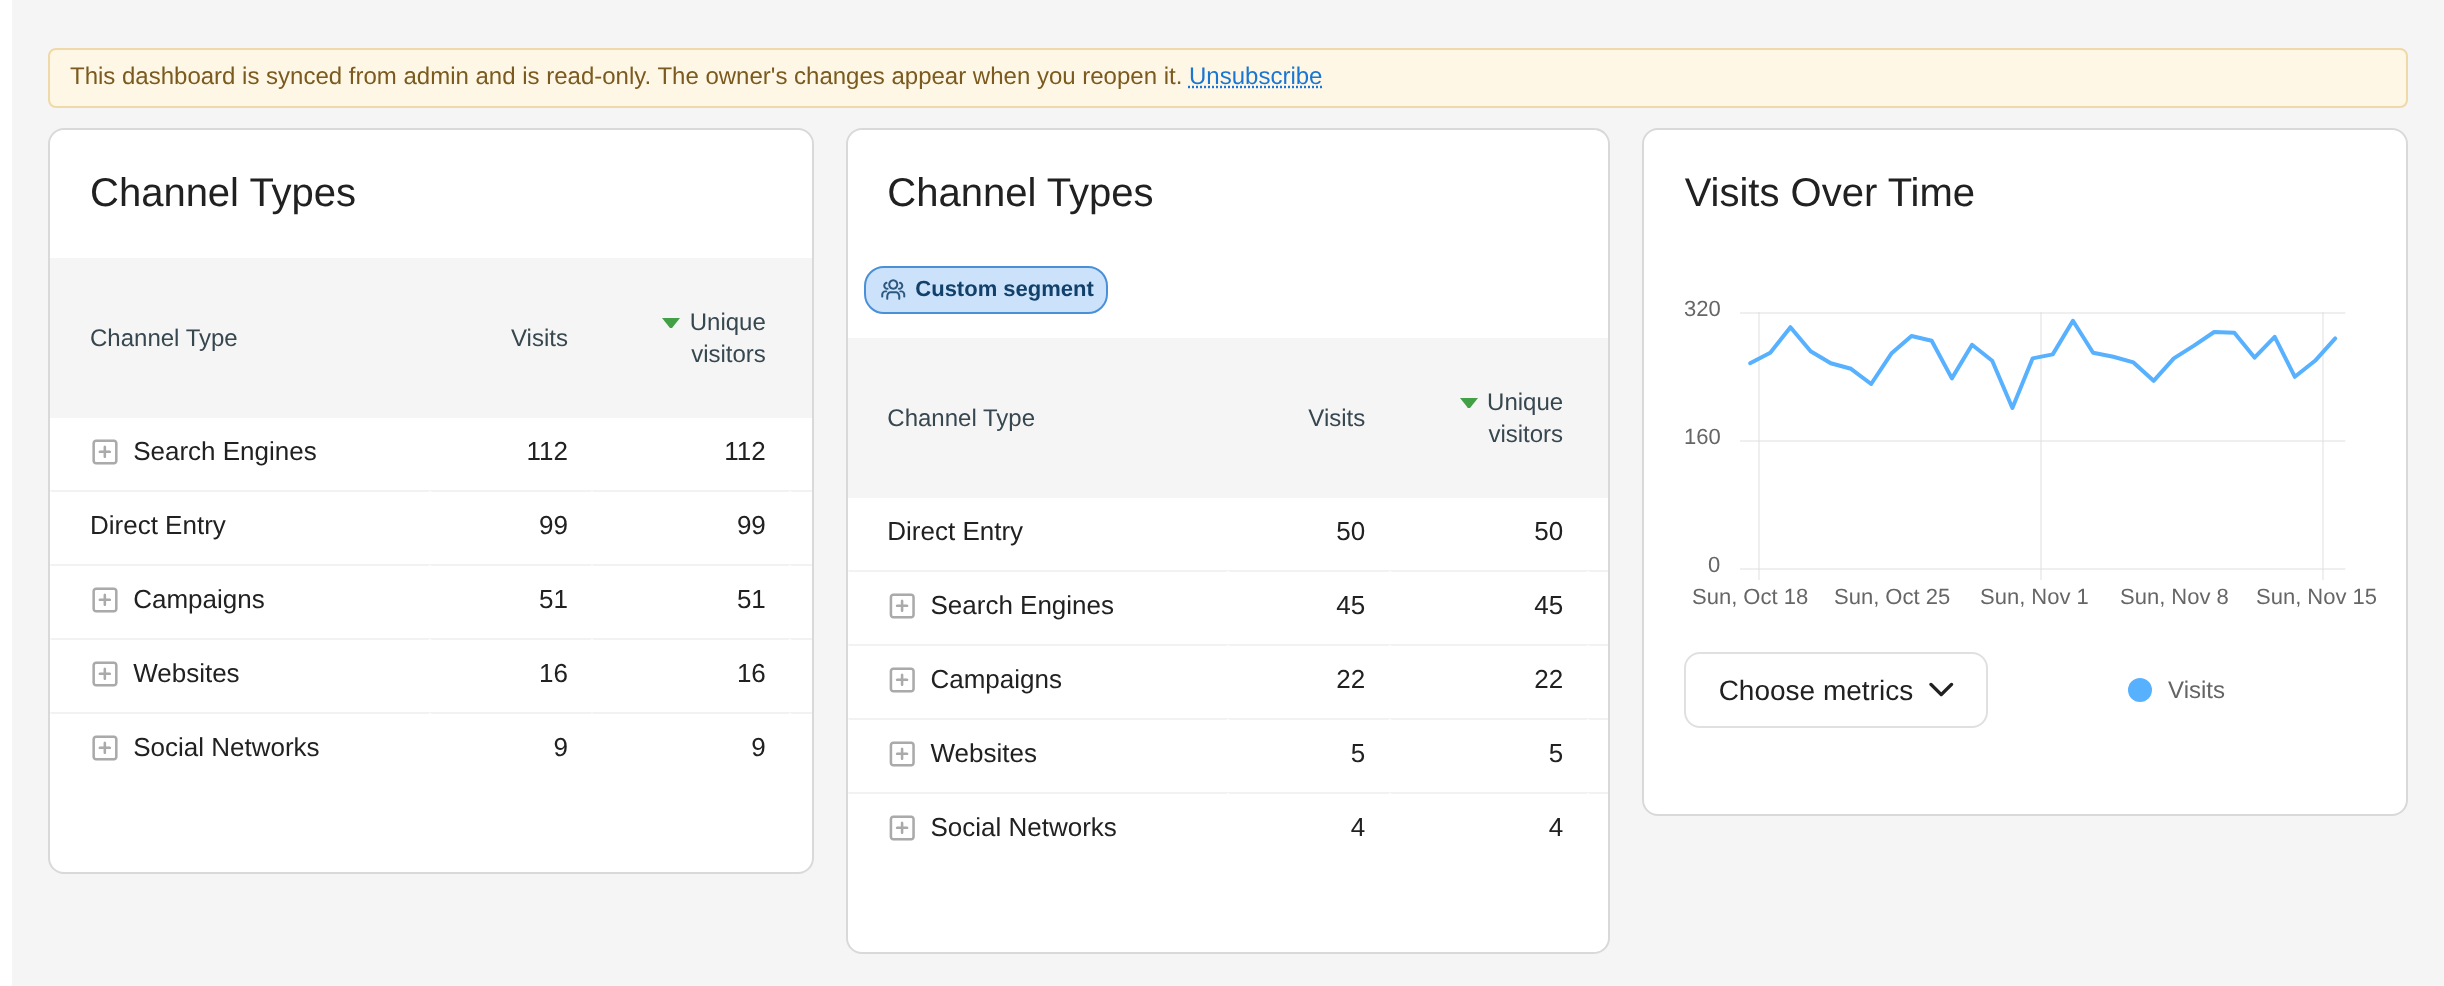 This dashboard is synced from admin and is read-only. The owner's changes appear when you reopen it. Unsubscribe
Channel Types
Channel Type Visits Unique visitors
Search Engines 112 112
Direct Entry 99 99
Campaigns 51 51
Websites 16 16
Social Networks 9 9
Channel Types
Custom segment
Channel Type Visits Unique visitors
Direct Entry 50 50
Search Engines 45 45
Campaigns 22 22
Websites 5 5
Social Networks 4 4
Visits Over Time
320
160
0
Sun, Oct 18 Sun, Oct 25 Sun, Nov 1 Sun, Nov 8 Sun, Nov 15
Choose metrics Visits